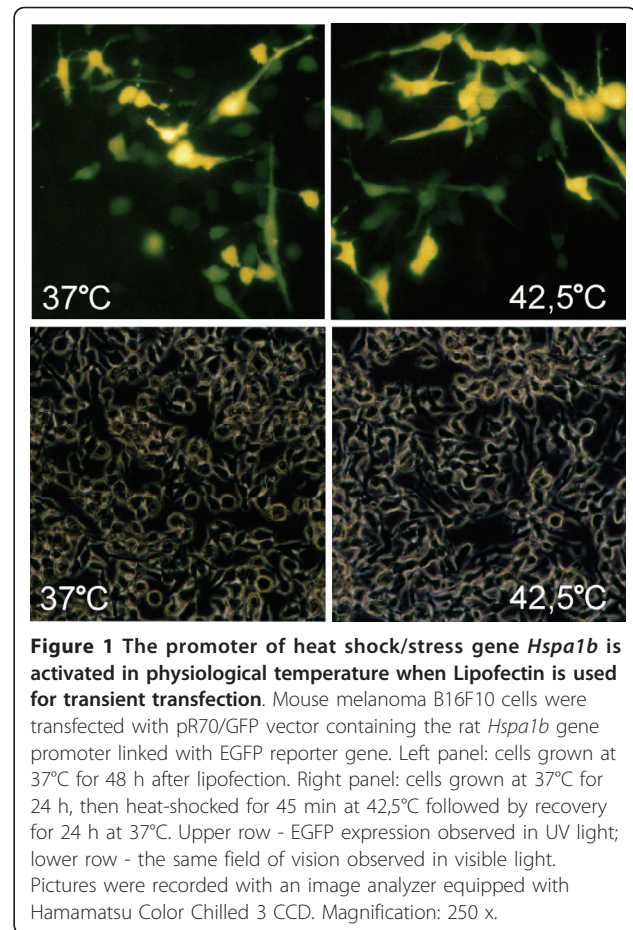 37°C
42,5°C
37°C
42,5°C
Figure 1 The promoter of heat shock/stress gene Hspa1b is
activated in physiological temperature when Lipofectin is used
for transient transfection. Mouse melanoma B16F10 cells were
transfected with pR70/GFP vector containing the rat Hspa1b gene
promoter linked with EGFP reporter gene. Left panel: cells grown at
37°C for 48 h after lipofection. Right panel: cells grown at 37°C for
24 h, then heat-shocked for 45 min at 42,5°C followed by recovery
for 24 h at 37°C. Upper row - EGFP expression observed in UV light;
lower row - the same field of vision observed in visible light.
Pictures were recorded with an image analyzer equipped with
Hamamatsu Color Chilled 3 CCD. Magnification: 250 x.